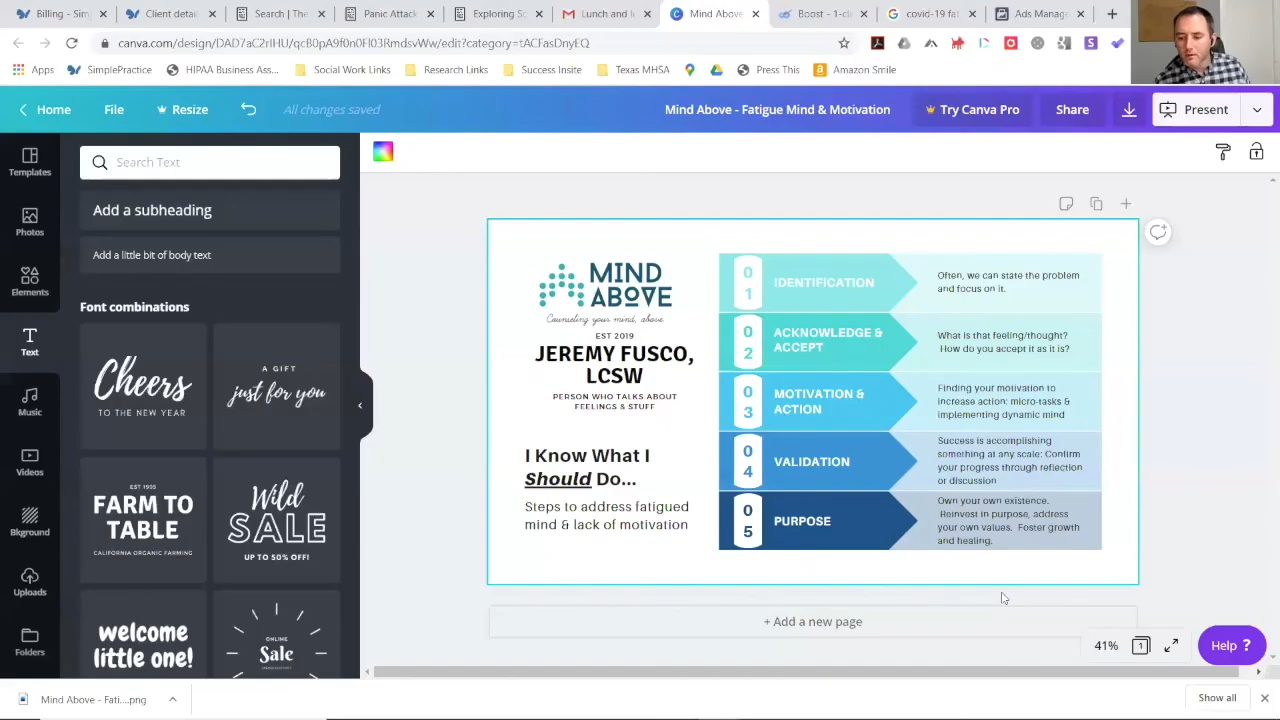 Billing - Sim
Client detail
Search | The
Panic Attack
Exploring So
Gmail Lunch and l
Mind Above
Boost - 1-cl
covid-19 fat
Ads Manag
canva.com/design/DAD7aC2rIHU/qcB0pA9f0n0Fl03RmdsvWw/edit?category=tACFasDnyEQ
Apps
SimplePractice
HIPAA Business Ass...
Social Work Links
Research Links
Success Insite
Texas MHSA
Press This
Amazon Smile
Home
File
Resize
All changes saved
Mind Above - Fatigue Mind & Motivation
Try Canva Pro
Share
Present
Templates
Photos
Elements
Text
Music
Videos
Bkground
Uploads
Folders
Search Text
Add a subheading
Add a little bit of body text
Font combinations
Cheers
TO THE NEW YEAR
A GIFT
just for you
EST 1905
FARM TO
TABLE
CALIFORNIA ORGANIC FARMING
Wild
SALE
UP TO 50% OFF!
welcome
little one!
ONLINE
Sale
MIND
ABOVE
Counseling your mind, above.
EST 2019
JEREMY FUSCO,
LCSW
PERSON WHO TALKS ABOUT
FEELINGS & STUFF
I Know What I
Should Do...
Steps to address fatigued
mind & lack of motivation
01
IDENTIFICATION
Often, we can state the problem
and focus on it.
02
ACKNOWLEDGE &
ACCEPT
What is that feeling/thought?
How do you accept it as it is?
03
MOTIVATION &
ACTION
Finding your motivation to
increase action: micro-tasks &
implementing dynamic mind
04
VALIDATION
Success is accomplishing
something at any scale: Confirm
your progress through reflection
or discussion
05
PURPOSE
Own your own existence.
Reinvest in purpose, address
your own values. Foster growth
and healing.
+ Add a new page
41%
1
Help ?
Mind Above - Fati....png
Show all